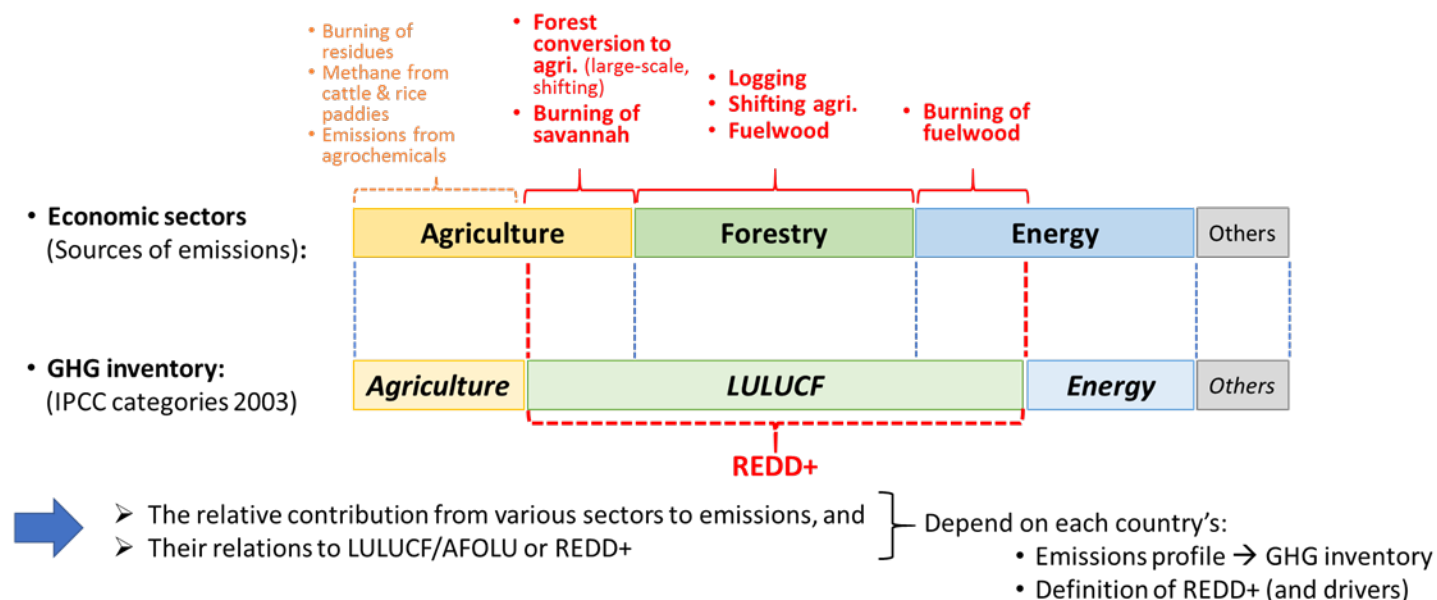 • Burning of
residues
• Methane from
cattle & rice
paddies
• Emissions from
agrochemicals
• Forest
conversion to
agri. (large-scale,
shifting)
• Burning of
savannah
• Logging
• Shifting agri.
• Fuelwood
• Burning of
fuelwood
• Economic sectors
(Sources of emissions):
Agriculture
Forestry
Energy
Others
• GHG inventory:
(IPCC categories 2003)
Agriculture
LULUCF
Energy
Others
REDD+
➢ The relative contribution from various sectors to emissions, and
➢ Their relations to LULUCF/AFOLU or REDD+
Depend on each country's:
• Emissions profile → GHG inventory
• Definition of REDD+ (and drivers)